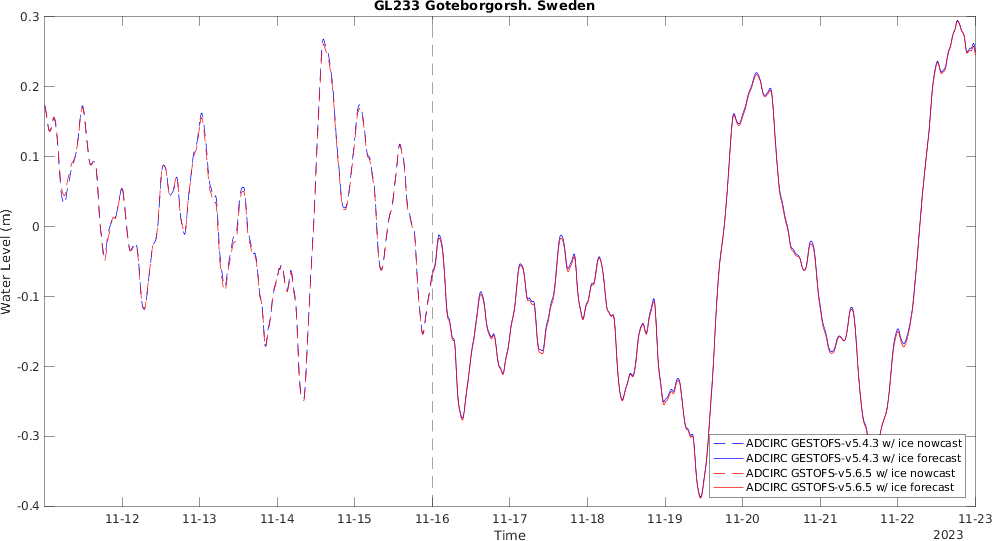 GL233 Goteborgorsh. Sweden
0.3
0.2
0.1
0
-0.1
-0.2
-0.3
-0.4
Water Level (m)
ADCIRC GESTOFS-v5.4.3 w/ ice nowcast
ADCIRC GESTOFS-v5.4.3 w/ ice forecast
ADCIRC GSTOFS-v5.6.5 w/ ice nowcast
ADCIRC GSTOFS-v5.6.5 w/ ice forecast
11-12 11-13 11-14 11-15 11-16 11-17 11-18 11-19 11-20 11-21 11-22 11-23
Time
2023